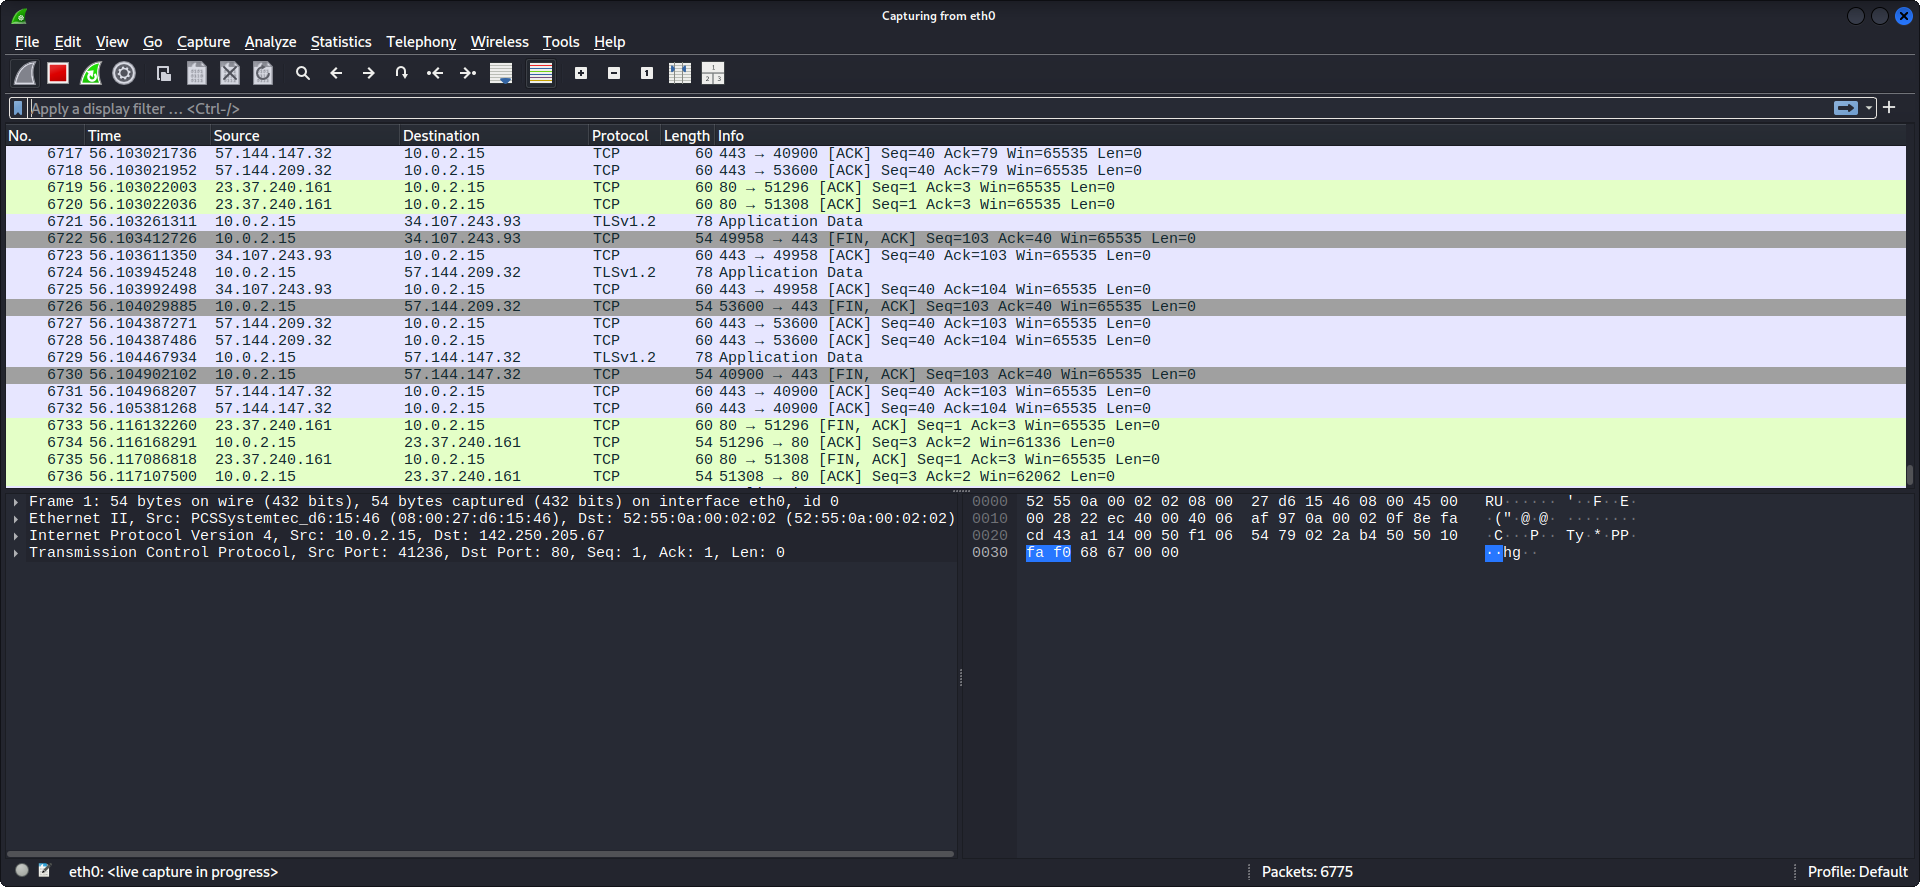 Capturing from eth0
File Edit View Go Capture Analyze Statistics Telephony Wireless Tools Help
Apply a display filter … <Ctrl-/>
No. Time Source Destination Protocol Length Info
6717 56.103021736 57.144.147.32 10.0.2.15 TCP 60 443 → 40900 [ACK] Seq=40 Ack=79 Win=65535 Len=0
6718 56.103021952 57.144.209.32 10.0.2.15 TCP 60 443 → 53600 [ACK] Seq=40 Ack=79 Win=65535 Len=0
6719 56.103022003 23.37.240.161 10.0.2.15 TCP 60 80 → 51296 [ACK] Seq=1 Ack=3 Win=65535 Len=0
6720 56.103022036 23.37.240.161 10.0.2.15 TCP 60 80 → 51308 [ACK] Seq=1 Ack=3 Win=65535 Len=0
6721 56.103261311 10.0.2.15 34.107.243.93 TLSv1.2 78 Application Data
6722 56.103412726 10.0.2.15 34.107.243.93 TCP 54 49958 → 443 [FIN, ACK] Seq=103 Ack=40 Win=65535 Len=0
6723 56.103611350 34.107.243.93 10.0.2.15 TCP 60 443 → 49958 [ACK] Seq=40 Ack=103 Win=65535 Len=0
6724 56.103945248 10.0.2.15 57.144.209.32 TLSv1.2 78 Application Data
6725 56.103992498 34.107.243.93 10.0.2.15 TCP 60 443 → 49958 [ACK] Seq=40 Ack=104 Win=65535 Len=0
6726 56.104029885 10.0.2.15 57.144.209.32 TCP 54 53600 → 443 [FIN, ACK] Seq=103 Ack=40 Win=65535 Len=0
6727 56.104387271 57.144.209.32 10.0.2.15 TCP 60 443 → 53600 [ACK] Seq=40 Ack=103 Win=65535 Len=0
6728 56.104387486 57.144.209.32 10.0.2.15 TCP 60 443 → 53600 [ACK] Seq=40 Ack=104 Win=65535 Len=0
6729 56.104467934 10.0.2.15 57.144.147.32 TLSv1.2 78 Application Data
6730 56.104902102 10.0.2.15 57.144.147.32 TCP 54 40900 → 443 [FIN, ACK] Seq=103 Ack=40 Win=65535 Len=0
6731 56.104968207 57.144.147.32 10.0.2.15 TCP 60 443 → 40900 [ACK] Seq=40 Ack=103 Win=65535 Len=0
6732 56.105381268 57.144.147.32 10.0.2.15 TCP 60 443 → 40900 [ACK] Seq=40 Ack=104 Win=65535 Len=0
6733 56.116132260 23.37.240.161 10.0.2.15 TCP 60 80 → 51296 [FIN, ACK] Seq=1 Ack=3 Win=65535 Len=0
6734 56.116168291 10.0.2.15 23.37.240.161 TCP 54 51296 → 80 [ACK] Seq=3 Ack=2 Win=61336 Len=0
6735 56.117086818 23.37.240.161 10.0.2.15 TCP 60 80 → 51308 [FIN, ACK] Seq=1 Ack=3 Win=65535 Len=0
6736 56.117107500 10.0.2.15 23.37.240.161 TCP 54 51308 → 80 [ACK] Seq=3 Ack=2 Win=62062 Len=0
Frame 1: 54 bytes on wire (432 bits), 54 bytes captured (432 bits) on interface eth0, id 0
Ethernet II, Src: PCSSystemtec_d6:15:46 (08:00:27:d6:15:46), Dst: 52:55:0a:00:02:02 (52:55:0a:00:02:02)
Internet Protocol Version 4, Src: 10.0.2.15, Dst: 142.250.205.67
Transmission Control Protocol, Src Port: 41236, Dst Port: 80, Seq: 1, Ack: 1, Len: 0
0000 52 55 0a 00 02 02 08 00 27 d6 15 46 08 00 45 00 RU······ '··F··E·
0010 00 28 22 ec 40 00 40 06 af 97 0a 00 02 0f 8e fa ·("·@·@· ········
0020 cd 43 a1 14 00 50 f1 06 54 79 02 2a b4 50 50 10 ·C···P·· Ty·*·PP·
0030 fa f0 68 67 00 00 ··hg··
eth0: <live capture in progress>
Packets: 6775
Profile: Default